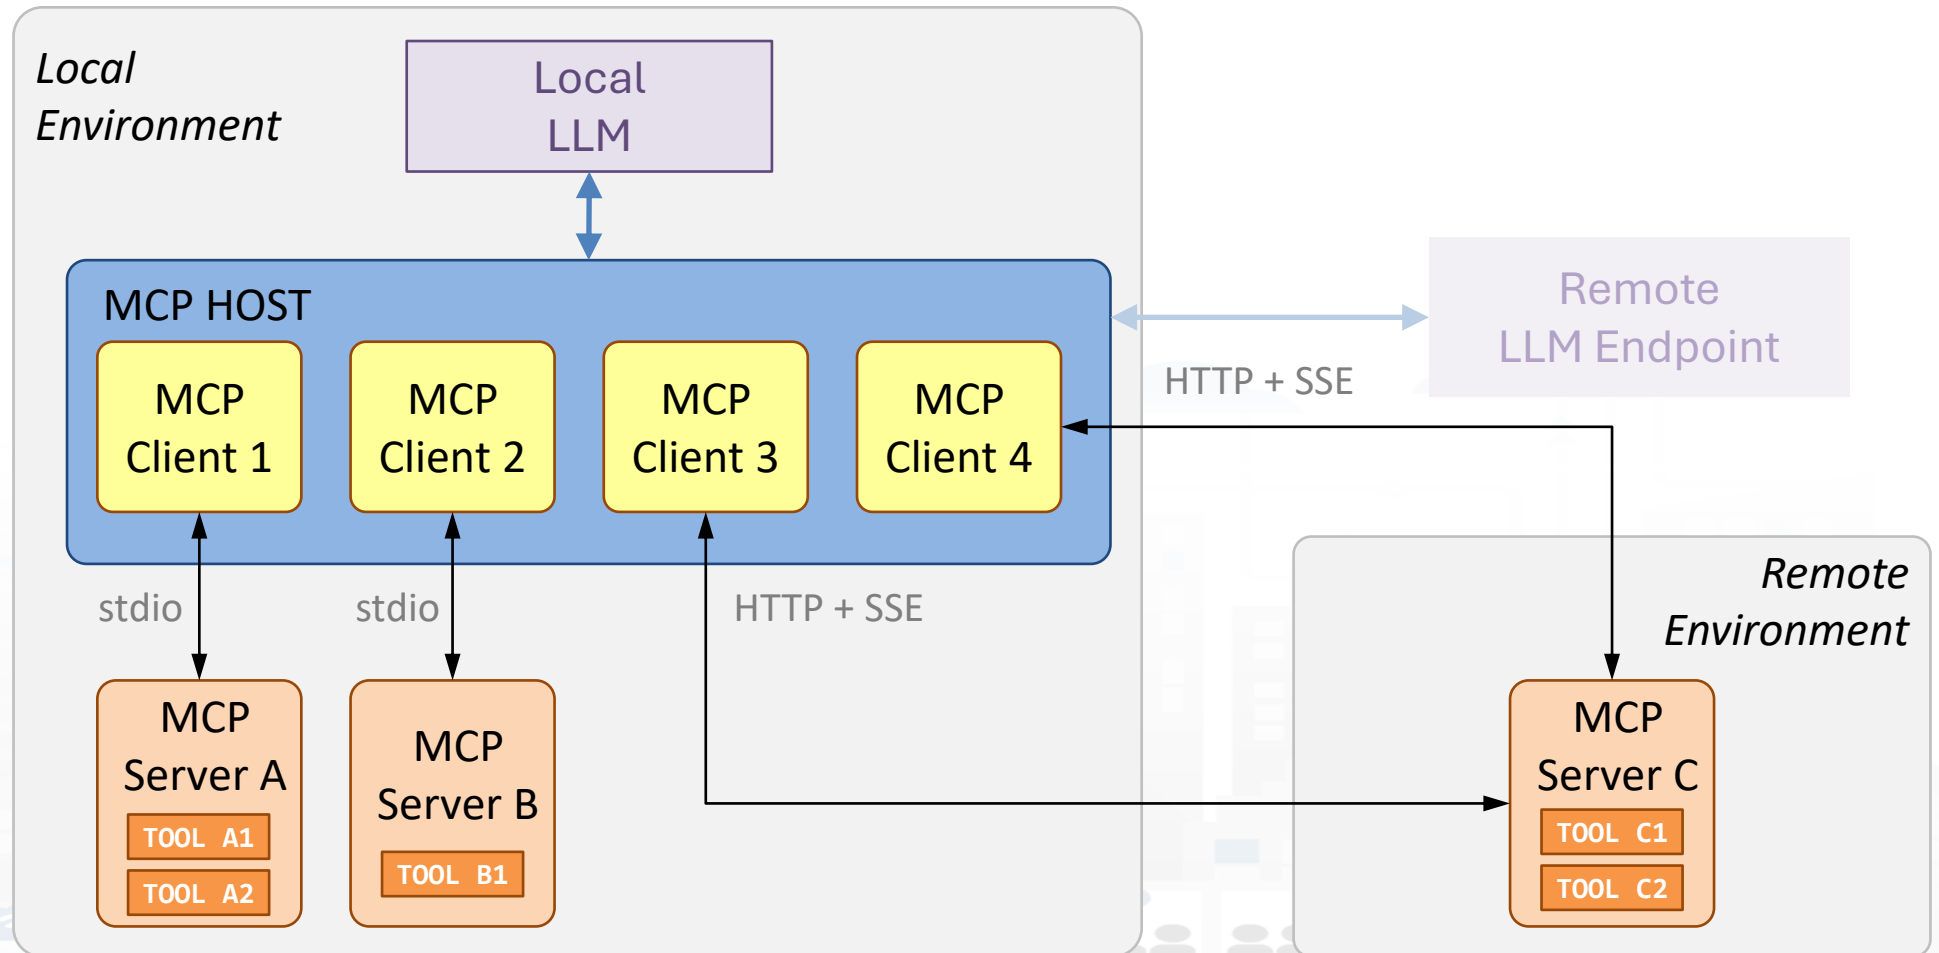 Local
Environment
Local
LLM
MCP HOST
MCP
Client 1
MCP
Client 2
MCP
Client 3
MCP
Client 4
Remote
LLM Endpoint
HTTP + SSE
stdio
stdio
HTTP + SSE
Remote
Environment
MCP
Server A
TOOL A1
TOOL A2
MCP
Server B
TOOL B1
MCP
Server C
TOOL C1
TOOL C2